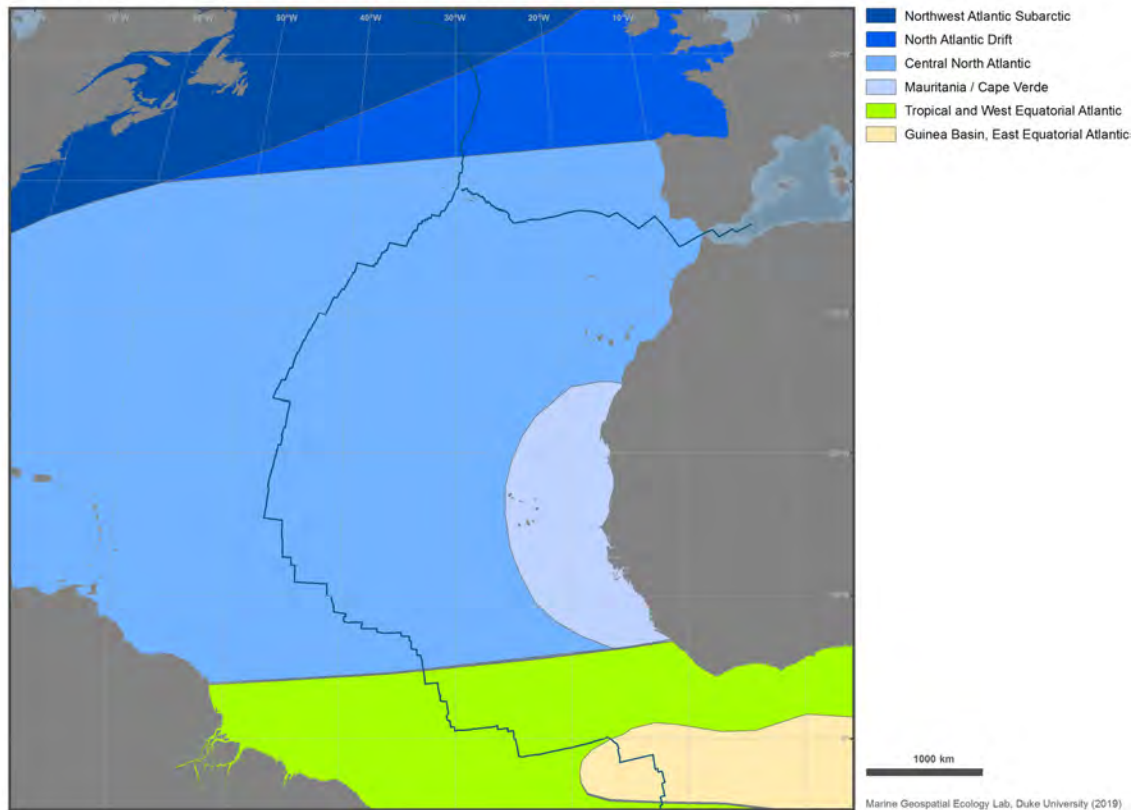 50°W
40°W
30°W
20°W
10°W
Northwest Atlantic Subarctic
North Atlantic Drift
Central North Atlantic
Mauritania / Cape Verde
Tropical and West Equatorial Atlantic
Guinea Basin, East Equatorial Atlantic
1000 km
Marine Geospatial Ecology Lab, Duke University (2019)